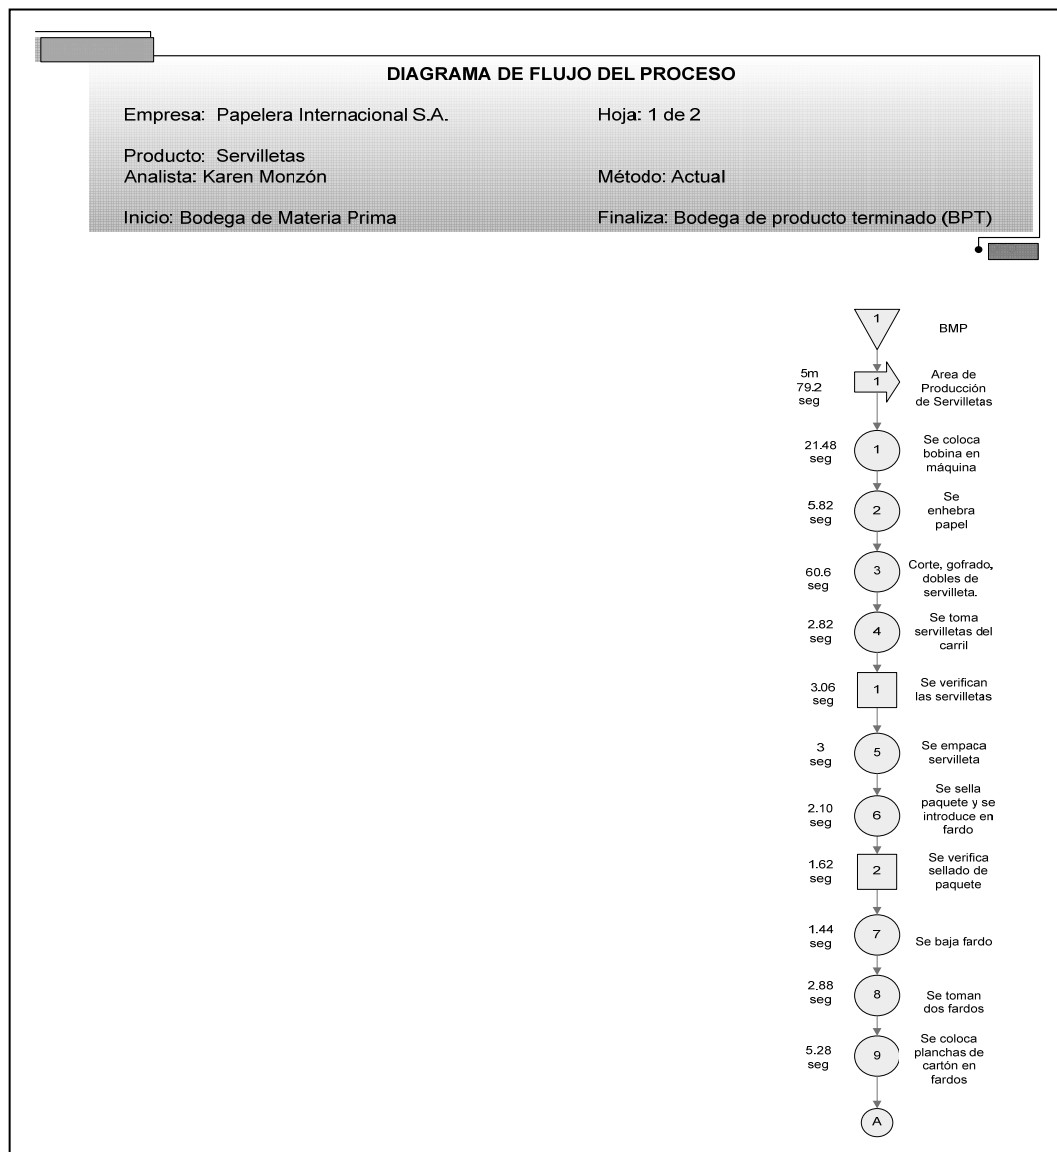 DIAGRAMA DE FLUJO DEL PROCESO
Empresa: Papelera Internacional S.A.
Hoja: 1 de 2
Producto: Servilletas
Analista: Karen Monzón
Método: Actual
Inicio: Bodega de Materia Prima
Finaliza: Bodega de producto terminado (BPT)
1
BMP
5m
79.2
seg
1
Area de
Producción
de Servilletas
21.48
seg
1
Se coloca
bobina en
máquina
5.82
seg
2
Se
enhebra
papel
60.6
seg
3
Corte, gofrado,
dobles de
servilleta.
2.82
seg
4
Se toma
servilletas del
carril
3.06
seg
1
Se verifican
las servilletas
3
seg
5
Se empaca
servilleta
2.10
seg
6
Se sella
paquete y se
introduce en
fardo
1.62
seg
2
Se verifica
sellado de
paquete
1.44
seg
7
Se baja fardo
2.88
seg
8
Se toman
dos fardos
5.28
seg
9
Se coloca
planchas de
cartón en
fardos
A